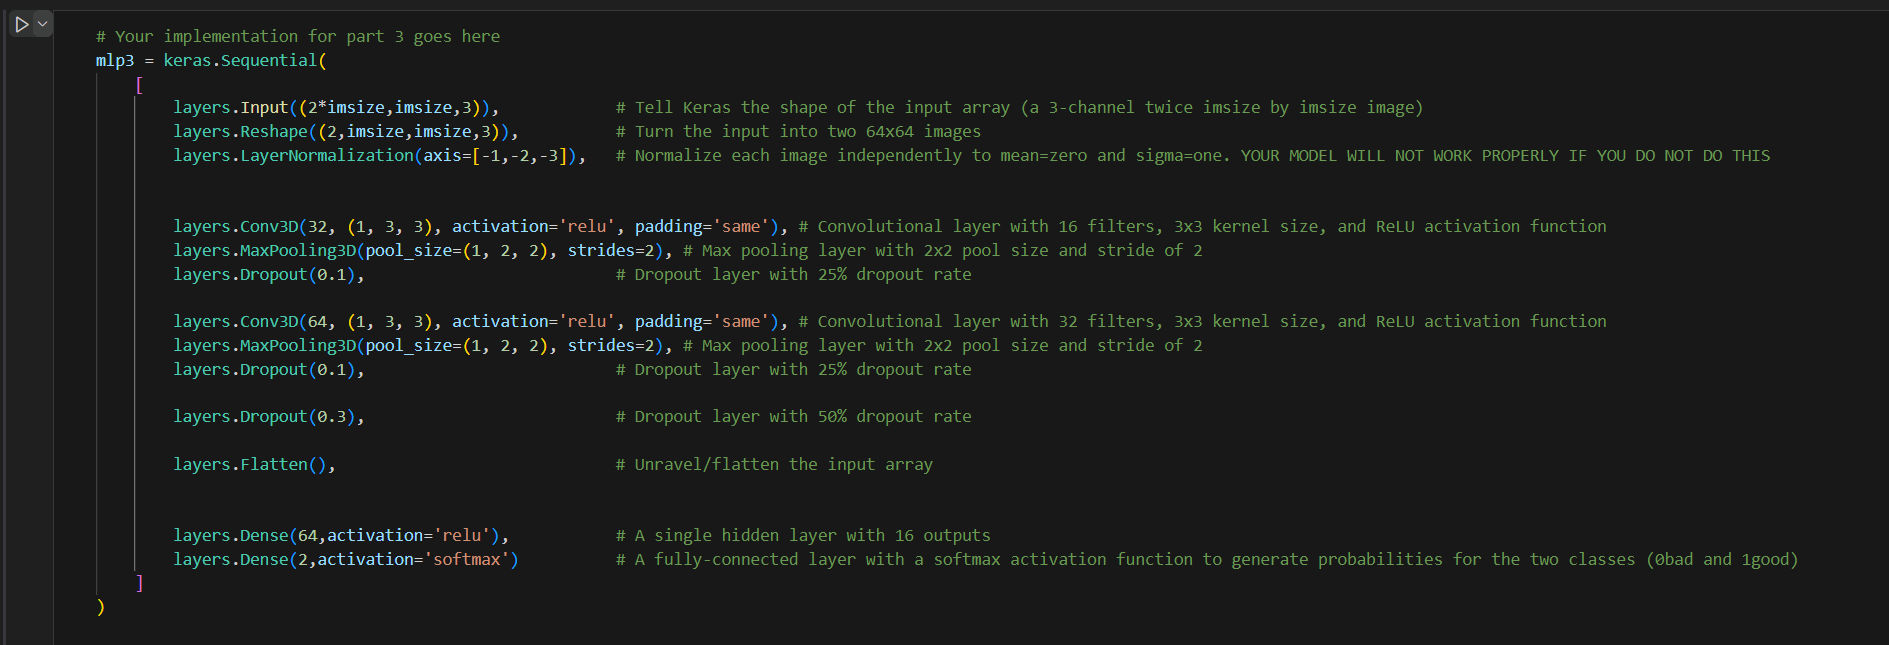 # Your implementation for part 3 goes here
mlp3 = keras.Sequential(
[
layers.Input((2*imsize,imsize,3)), # Tell Keras the shape of the input array (a 3-channel twice imsize by imsize image)
layers.Reshape((2,imsize,imsize,3)), # Turn the input into two 64x64 images
layers.LayerNormalization(axis=[-1,-2,-3]), # Normalize each image independently to mean=zero and sigma=one. YOUR MODEL WILL NOT WORK PROPERLY IF YOU DO NOT DO THIS
layers.Conv3D(32, (1, 3, 3), activation='relu', padding='same'), # Convolutional layer with 16 filters, 3x3 kernel size, and ReLU activation function
layers.MaxPooling3D(pool_size=(1, 2, 2), strides=2), # Max pooling layer with 2x2 pool size and stride of 2
layers.Dropout(0.1), # Dropout layer with 25% dropout rate
layers.Conv3D(64, (1, 3, 3), activation='relu', padding='same'), # Convolutional layer with 32 filters, 3x3 kernel size, and ReLU activation function
layers.MaxPooling3D(pool_size=(1, 2, 2), strides=2), # Max pooling layer with 2x2 pool size and stride of 2
layers.Dropout(0.1), # Dropout layer with 25% dropout rate
layers.Dropout(0.3), # Dropout layer with 50% dropout rate
layers.Flatten(), # Unravel/flatten the input array
layers.Dense(64,activation='relu'), # A single hidden layer with 16 outputs
layers.Dense(2,activation='softmax') # A fully-connected layer with a softmax activation function to generate probabilities for the two classes (0bad and 1good)
]
)